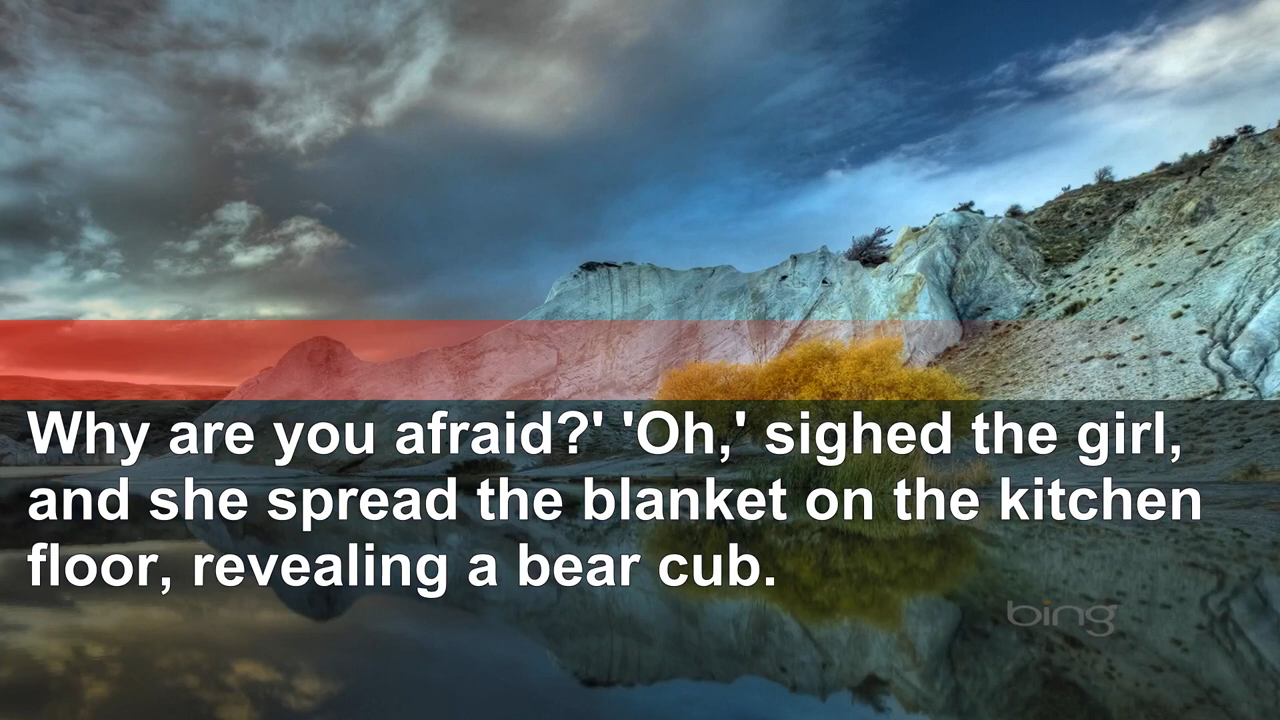 Why are you afraid?' 'Oh,' sighed the girl,
and she spread the blanket on the kitchen
floor, revealing a bear cub.
bing